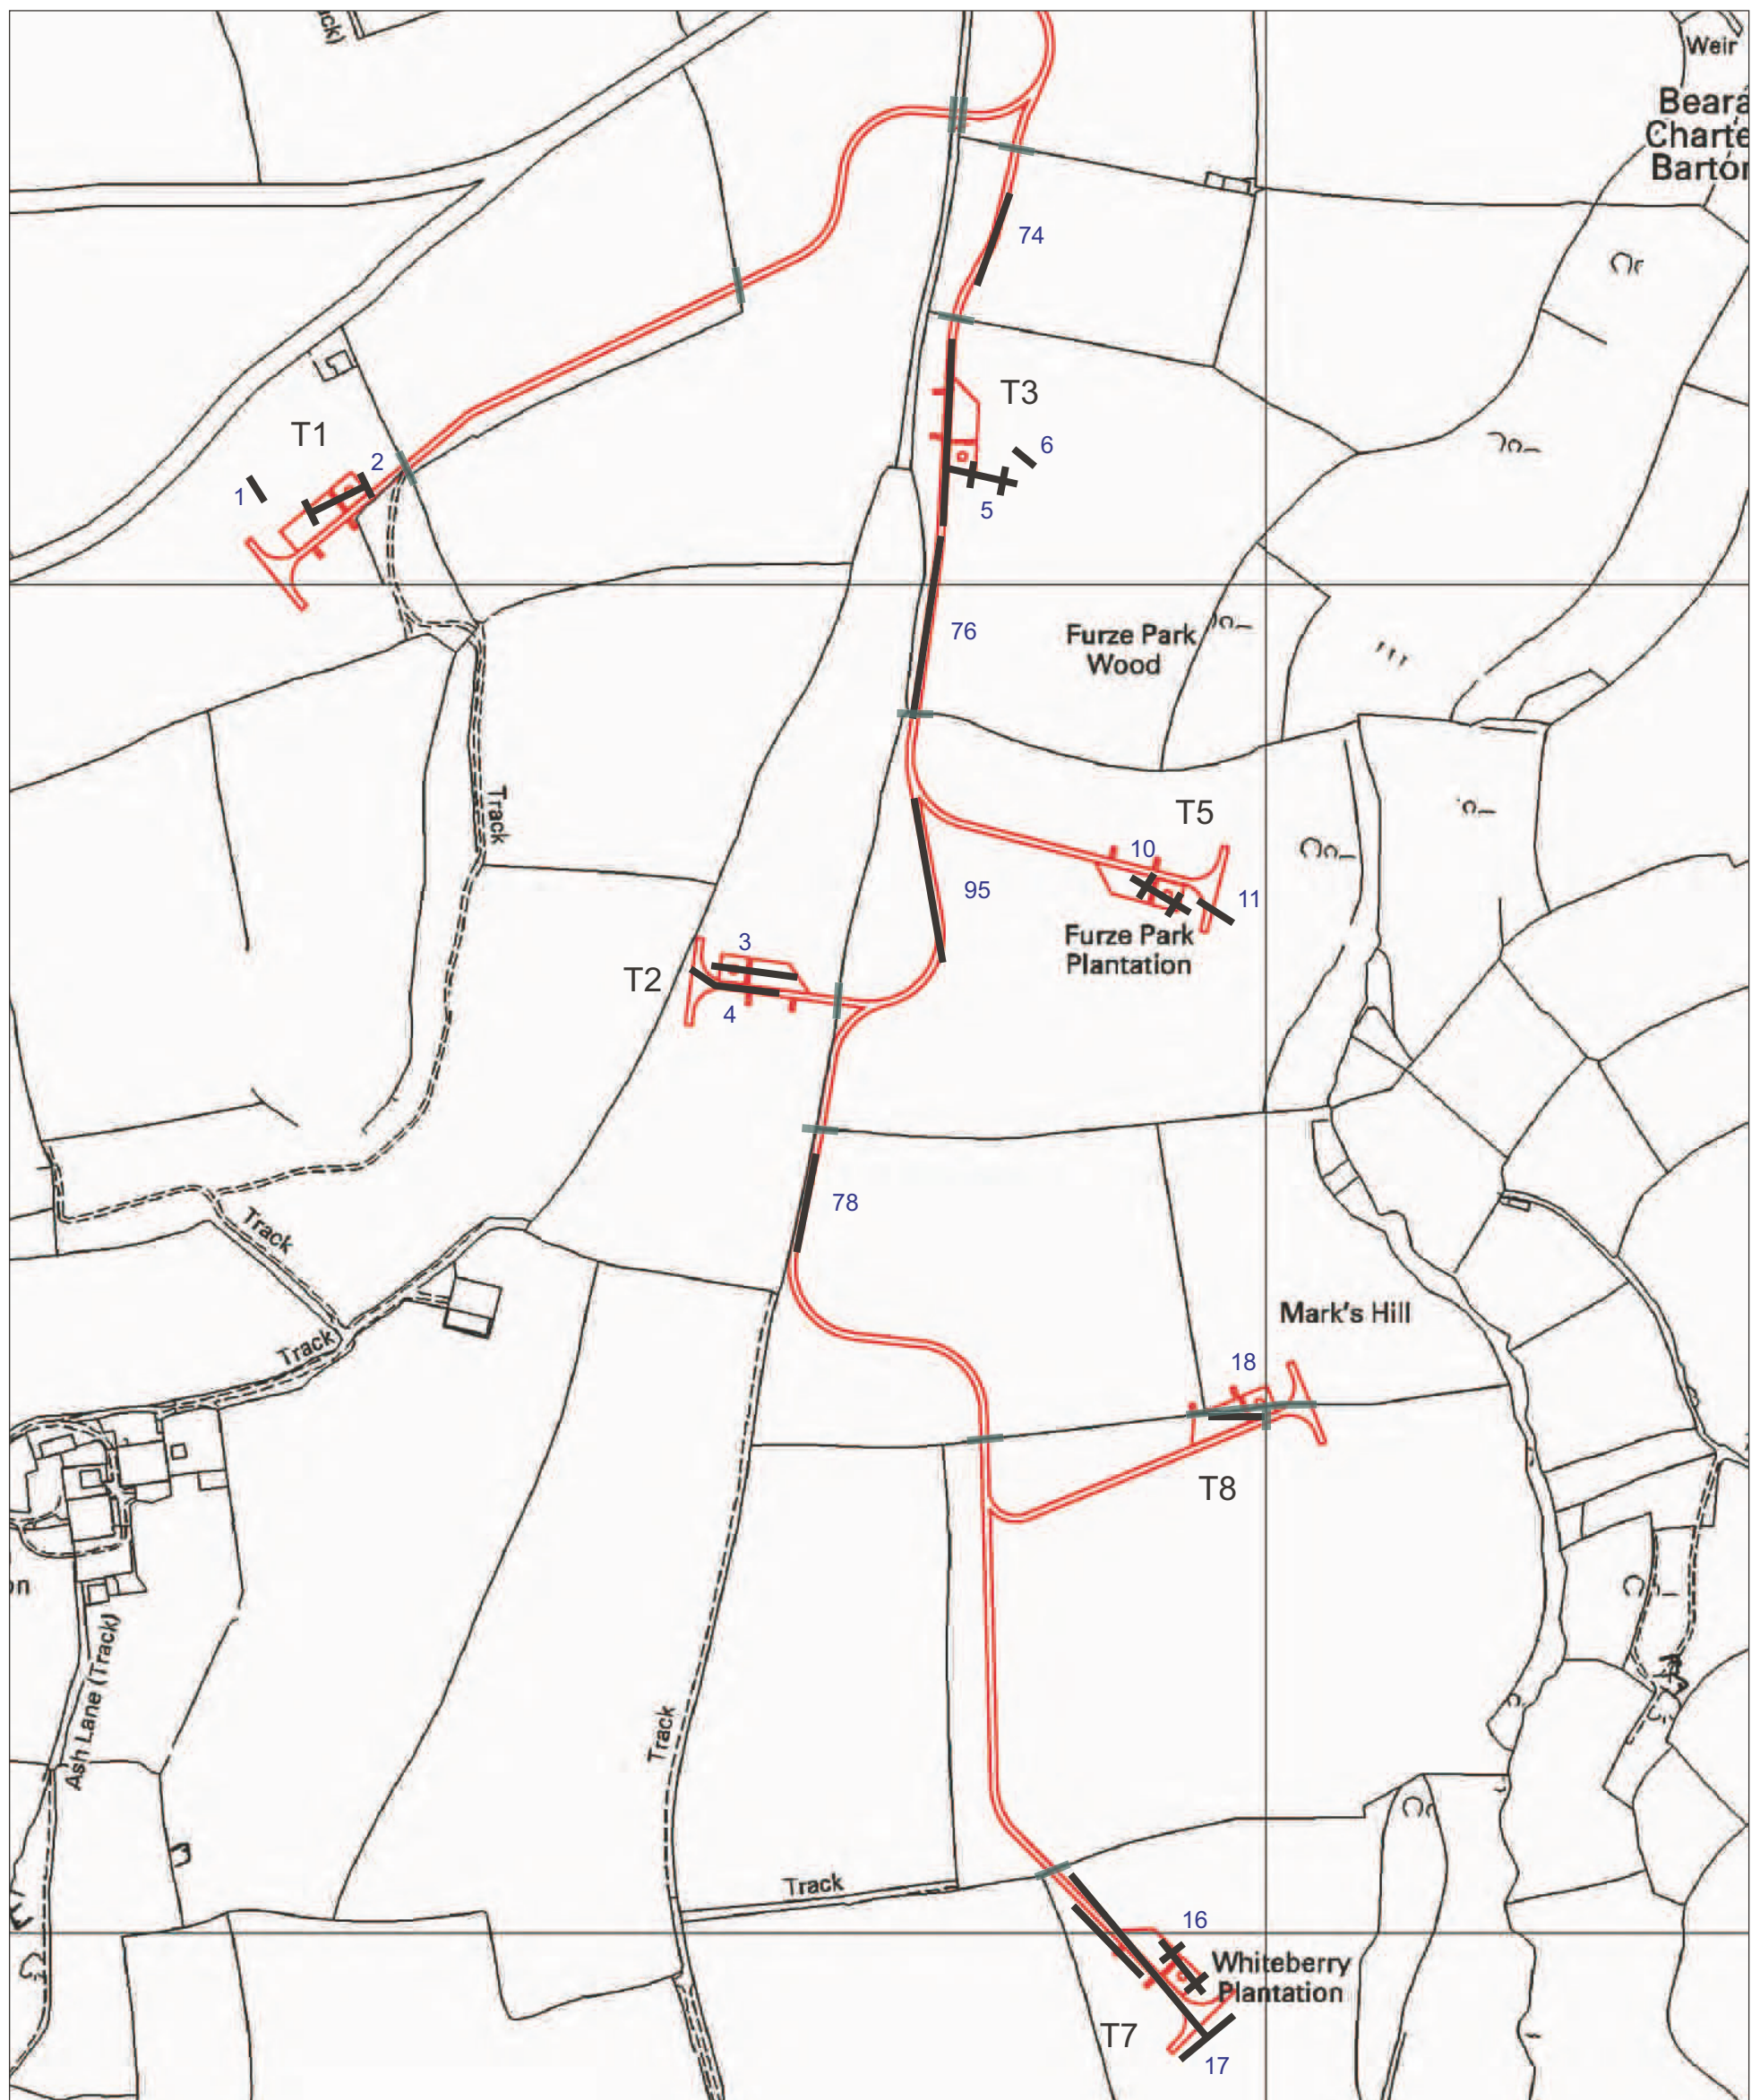 ck)
Weir
Beara
Charte
Barton
74
T3
T1
6
2
1
5
76
Furze Park
Wood
Track
T5
10
95
11
Furze Park
Plantation
3
T2
4
78
Track
Mark's Hill
Track
18
T8
on
Ash Lane (Track)
Track
Track
16
Whiteberry
Plantation
T7
17